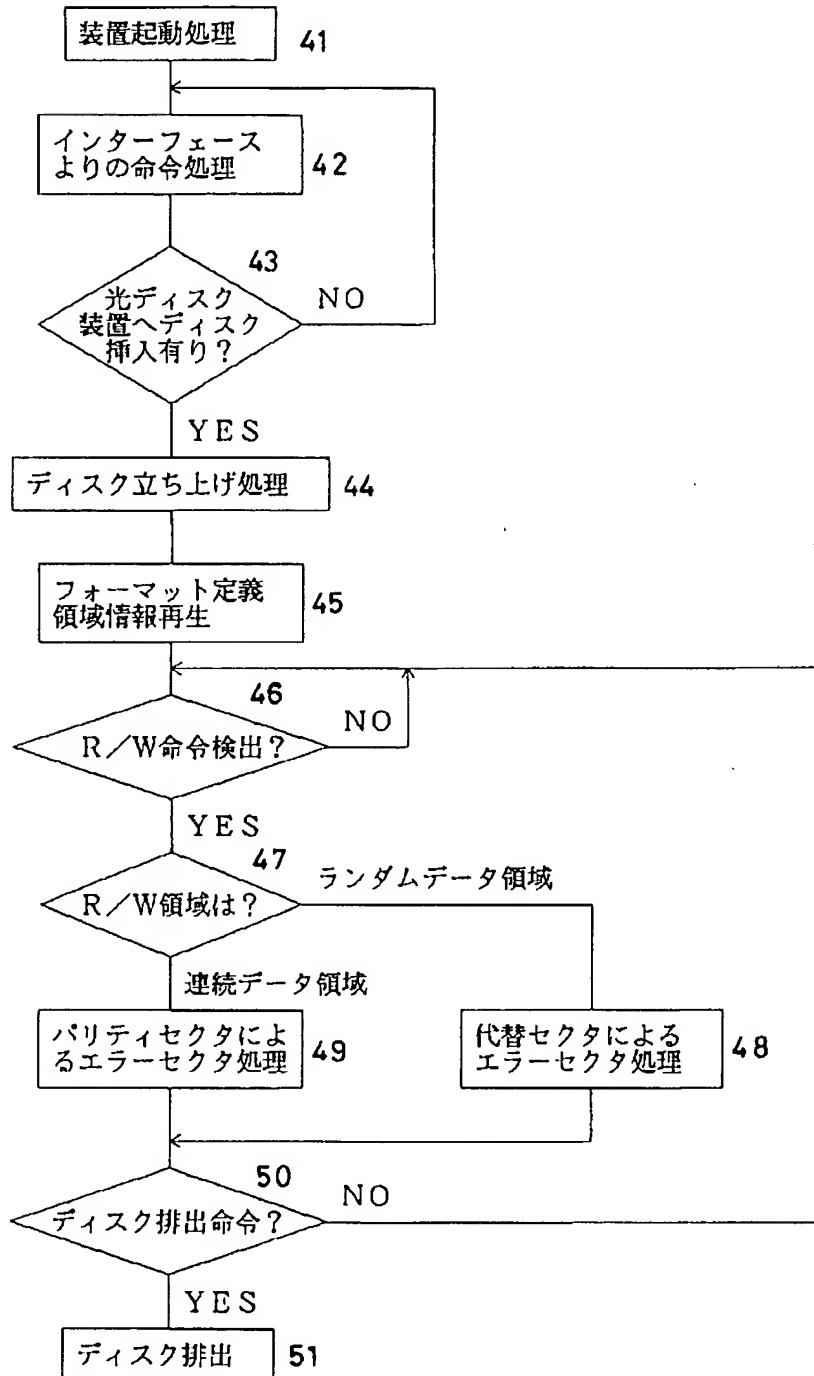 装置起動処理
41
インターフェース
よりの命令処理
42
43
光ディスク
装置へディスク
挿入有り？
NO
YES
ディスク立ち上げ処理
44
フォーマット定義
領域情報再生
45
46
R／W命令検出？
NO
YES
47
R／W領域は？
ランダムデータ領域
連続データ領域
パリティセクタによ
るエラーセクタ処理
49
代替セクタによる
エラーセクタ処理
48
50
ディスク排出命令？
NO
YES
ディスク排出
51